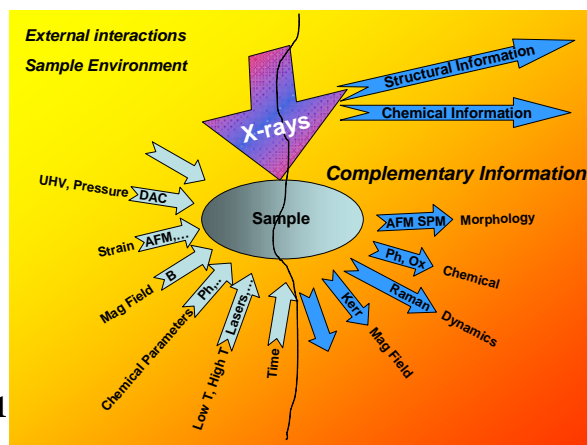 External interactions
Sample Environment
Structural Information
Chemical Information
X-rays
Complementary Information
UHV, Pressure
DAC
Sample
AFM SPM
Morphology
Strain
AFM,...
Ph, Ox
Chemical
Mag Field
B
Raman
Dynamics
Chemical Parameters
Ph,..
Kerr
Mag Field
Low T, High T
Lasers,...
Time
1